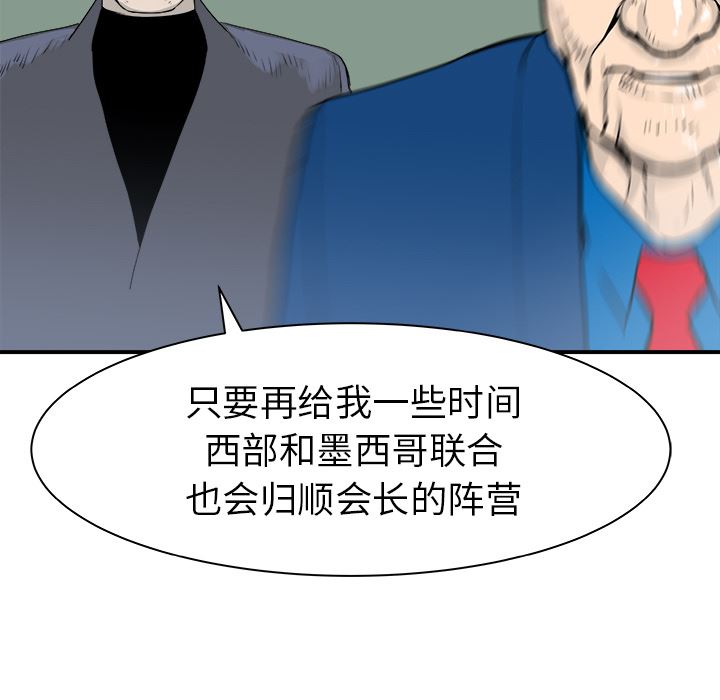 只要再给我一些时间
西部和墨西哥联合
也会归顺会长的阵营